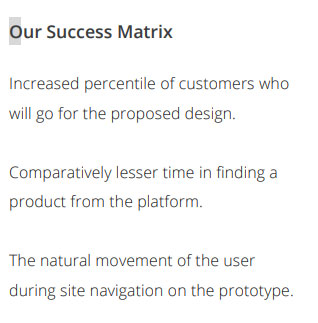 Our Success Matrix
Increased percentile of customers who
will go for the proposed design.
Comparatively lesser time in finding a
product from the platform.
The natural movement of the user
during site navigation on the prototype.